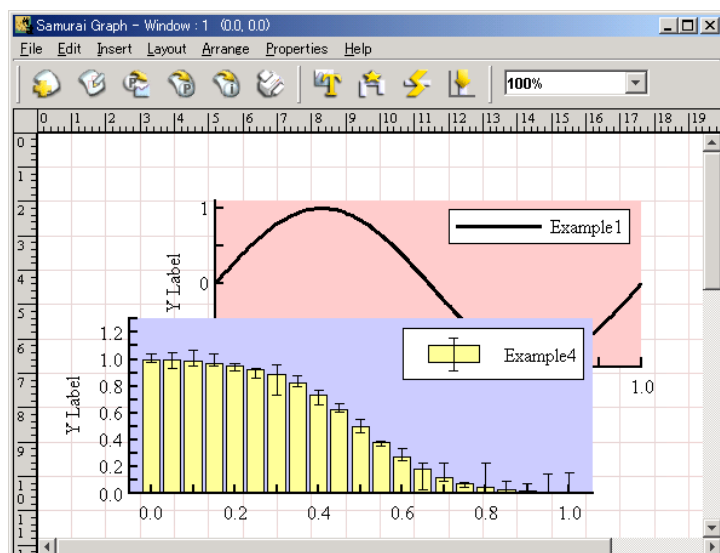 Samurai Graph - Window : 1 (0.0, 0.0)
File Edit Insert Layout Arrange Properties Help
100%
0 1 2 3 4 5 6 7 8 9 10 11 12 13 14 15 16 17 18 19
0
1
2
3
4
5
6
7
8
9
10
11
1
0
Y Label
Example1
1.0
1.2
1.0
0.8
0.6
0.4
0.2
0.0
Y Label
Example4
0.0 0.2 0.4 0.6 0.8 1.0